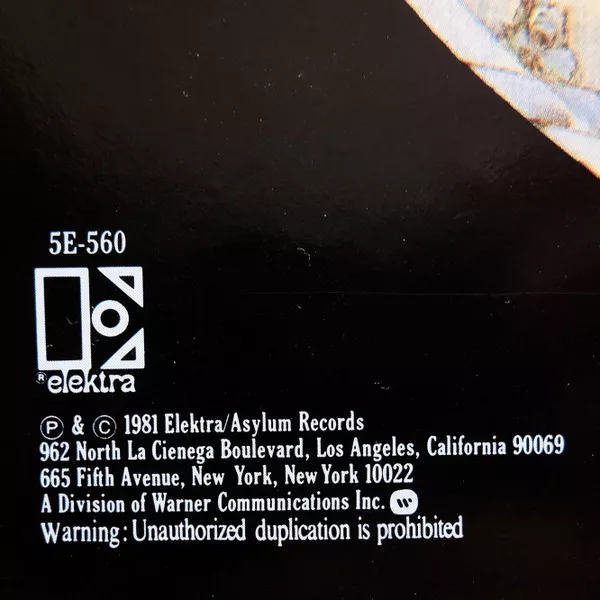 5E-560
® elektra
Ⓟ & © 1981 Elektra/Asylum Records
962 North La Cienega Boulevard, Los Angeles, California 90069
665 Fifth Avenue, New York, New York 10022
A Division of Warner Communications Inc.
Warning: Unauthorized duplication is prohibited